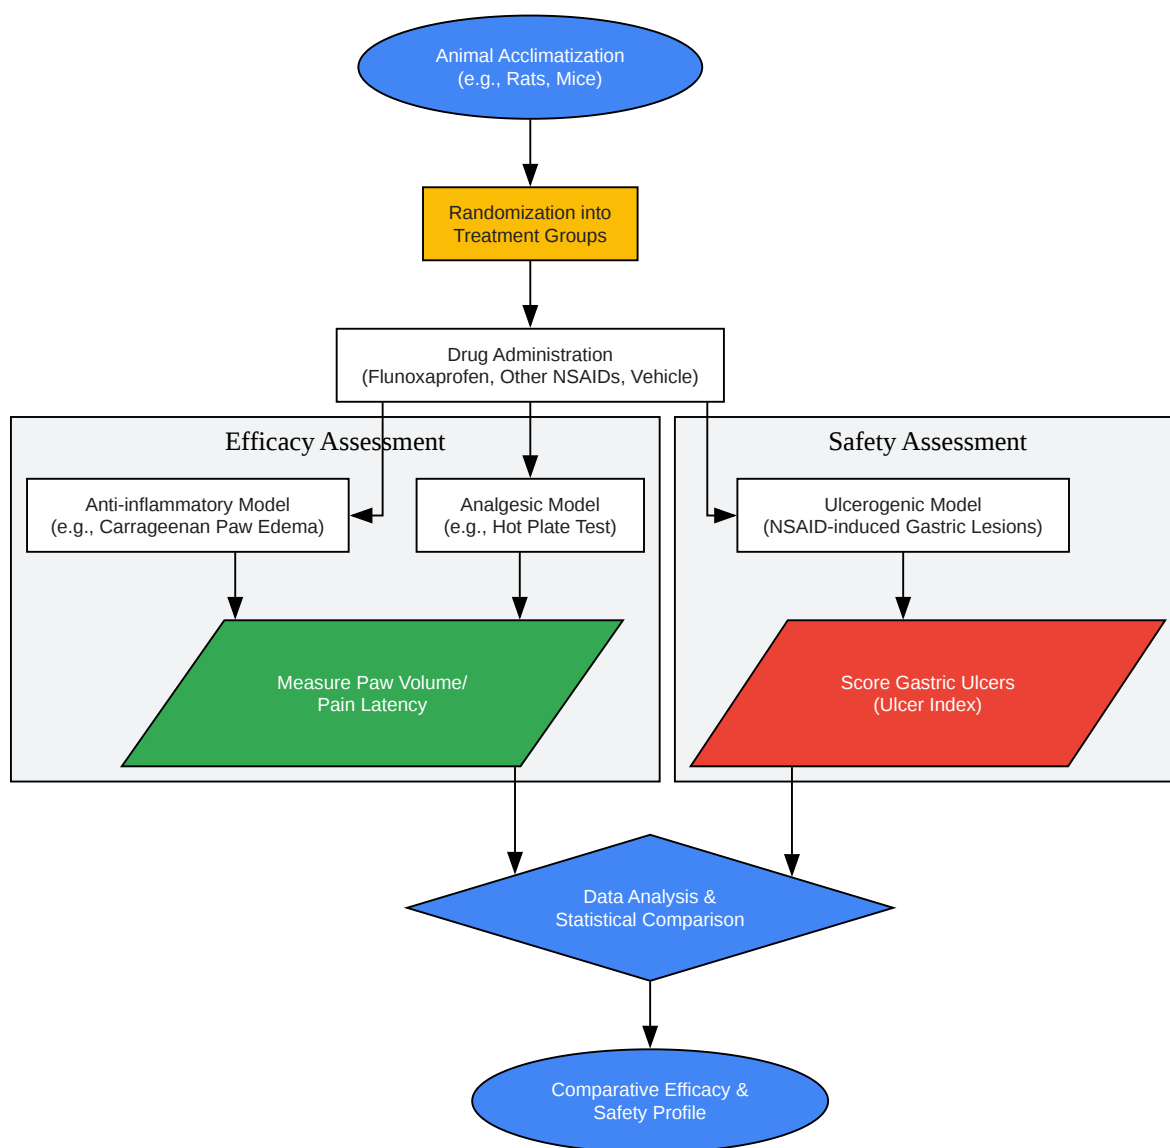 Animal Acclimatization
(e.g., Rats, Mice)
Randomization into
Treatment Groups
Drug Administration
(Flunoxaprofen, Other NSAIDs, Vehicle)
Efficacy Assessment
Safety Assessment
Anti-inflammatory Model
(e.g., Carrageenan Paw Edema)
Analgesic Model
(e.g., Hot Plate Test)
Ulcerogenic Model
(NSAID-induced Gastric Lesions)
Measure Paw Volume/
Pain Latency
Score Gastric Ulcers
(Ulcer Index)
Data Analysis &
Statistical Comparison
Comparative Efficacy &
Safety Profile